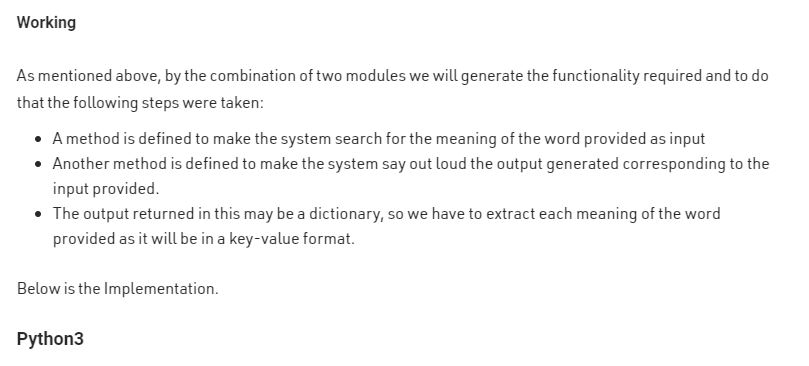 Working
As mentioned above, by the combination of two modules we will generate the functionality required and to do
that the following steps were taken:
• A method is defined to make the system search for the meaning of the word provided as input
• Another method is defined to make the system say out loud the output generated corresponding to the
input provided.
• The output returned in this may be a dictionary, so we have to extract each meaning of the word
provided as it will be in a key-value format.
Below is the Implementation.
Python3